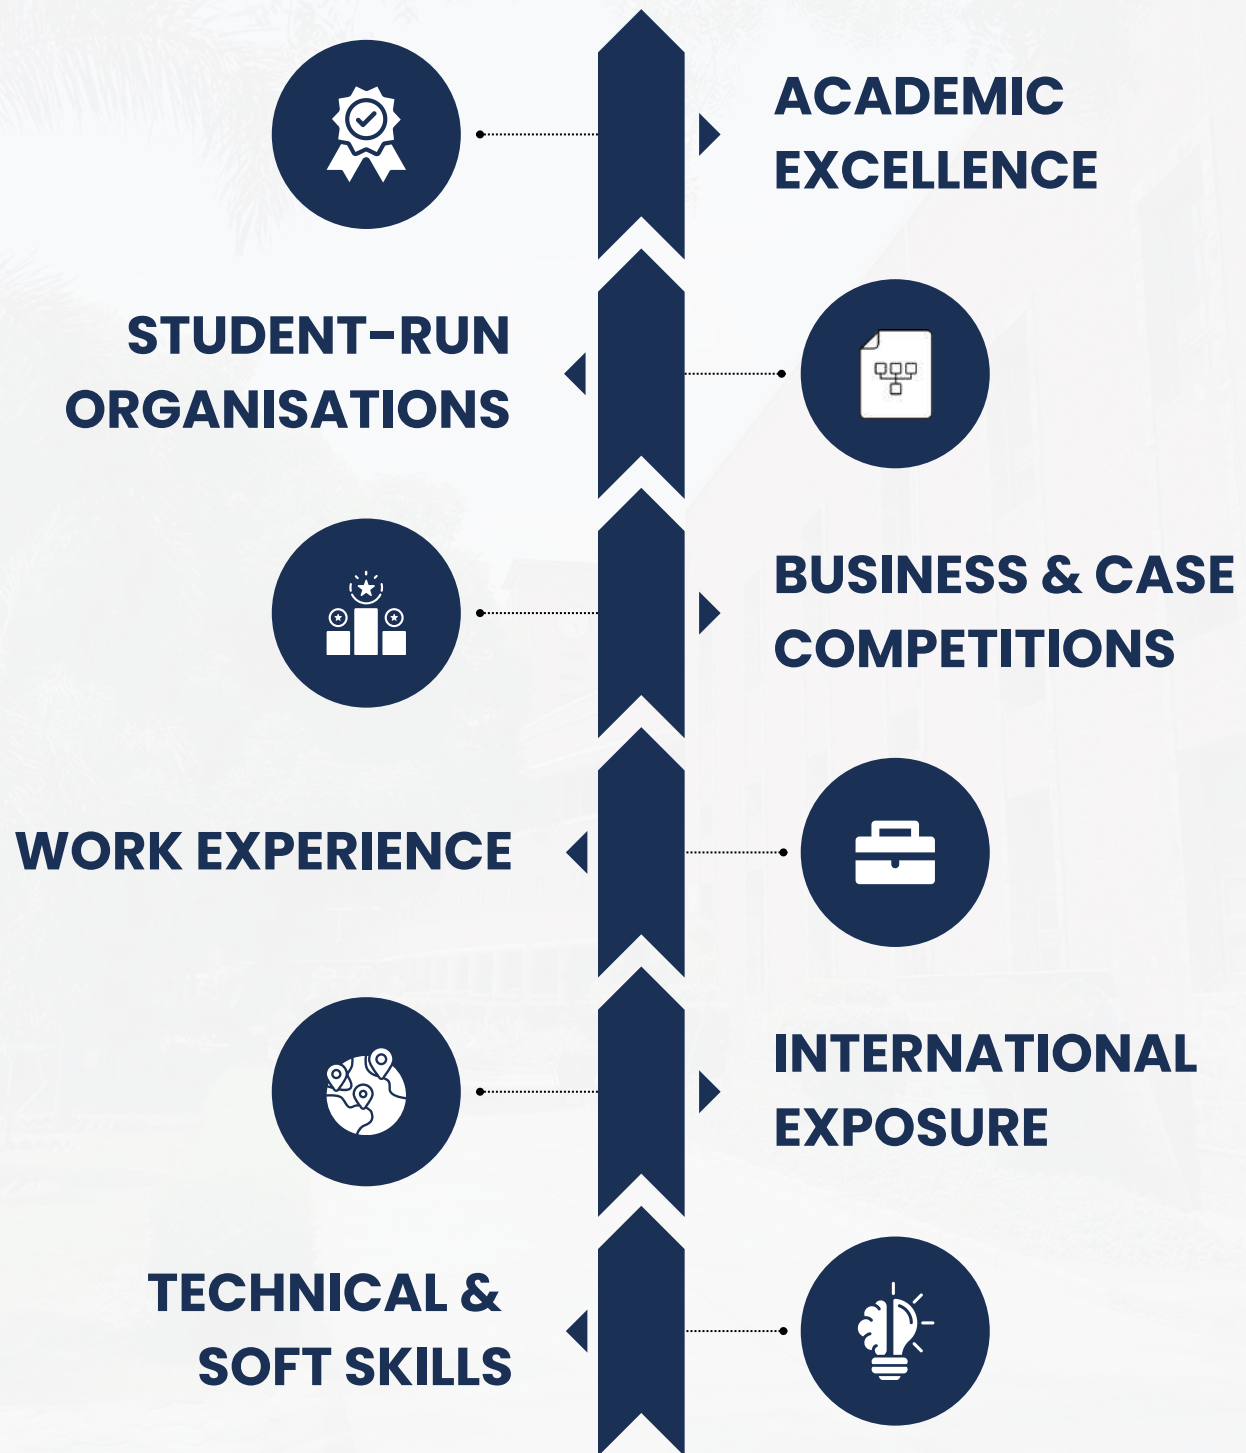 ACADEMIC
EXCELLENCE
STUDENT-RUN
ORGANISATIONS
BUSINESS & CASE
COMPETITIONS
WORK EXPERIENCE
INTERNATIONAL
EXPOSURE
TECHNICAL &
SOFT SKILLS